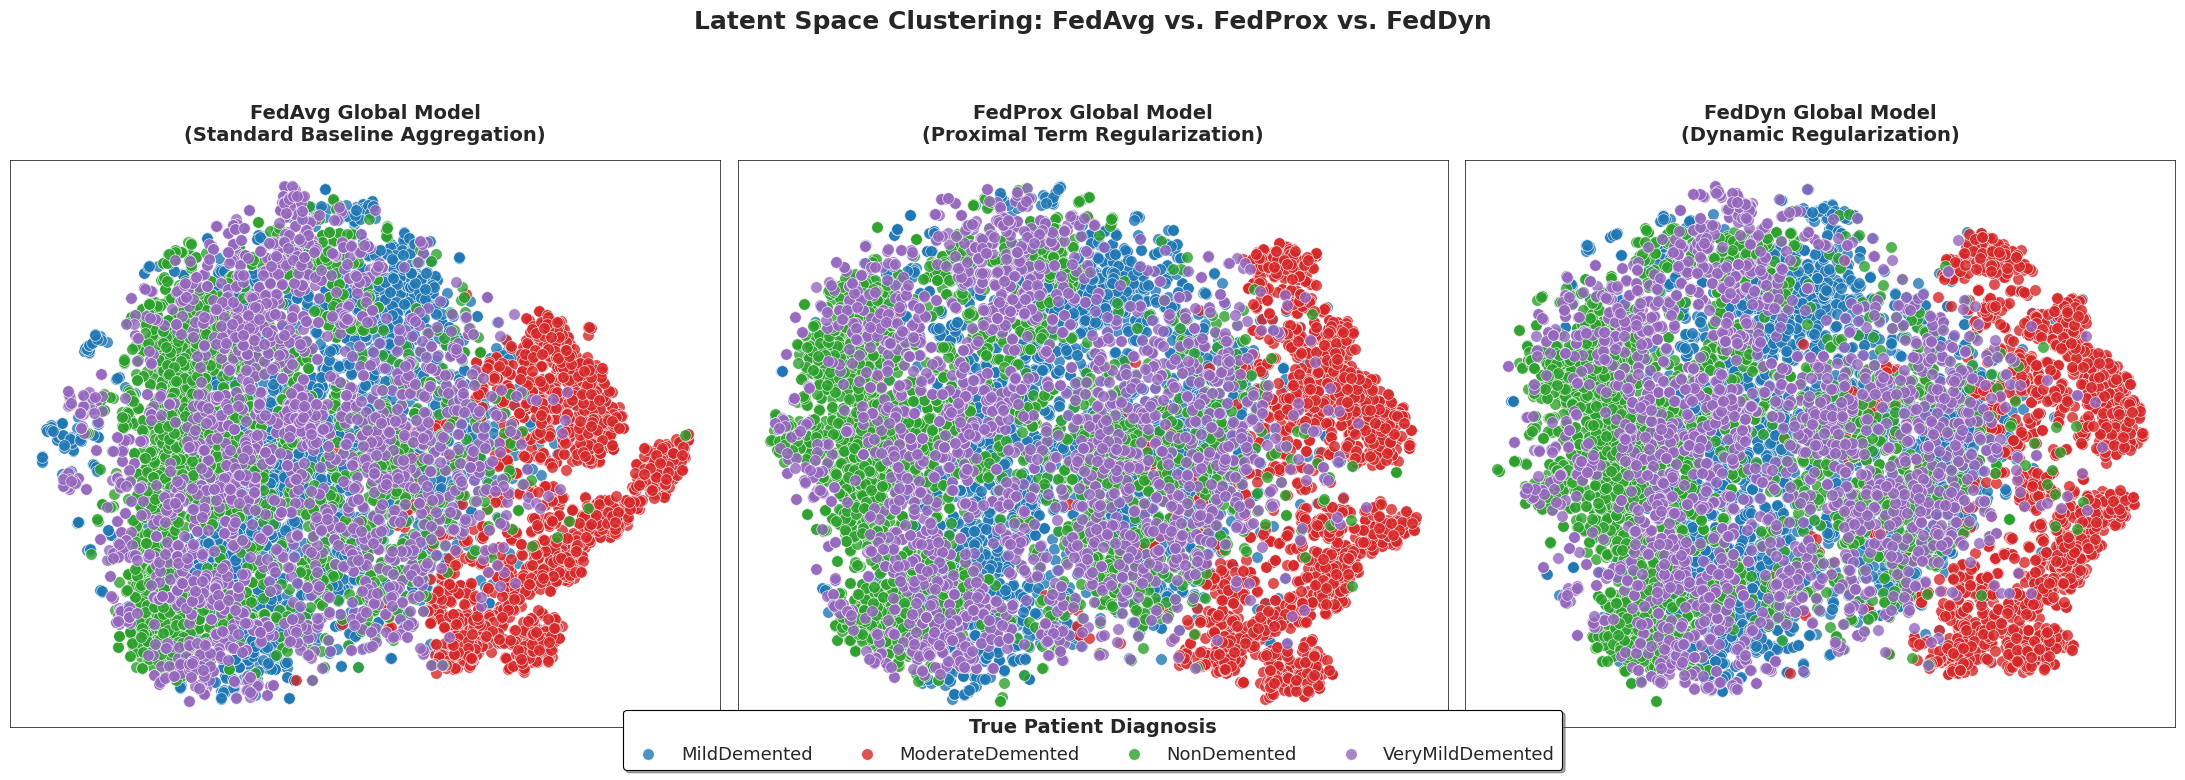 Latent Space Clustering: FedAvg vs. FedProx vs. FedDyn
FedAvg Global Model
(Standard Baseline Aggregation)
FedProx Global Model
(Proximal Term Regularization)
FedDyn Global Model
(Dynamic Regularization)
True Patient Diagnosis
MildDemented
ModerateDemented
NonDemented
VeryMildDemented